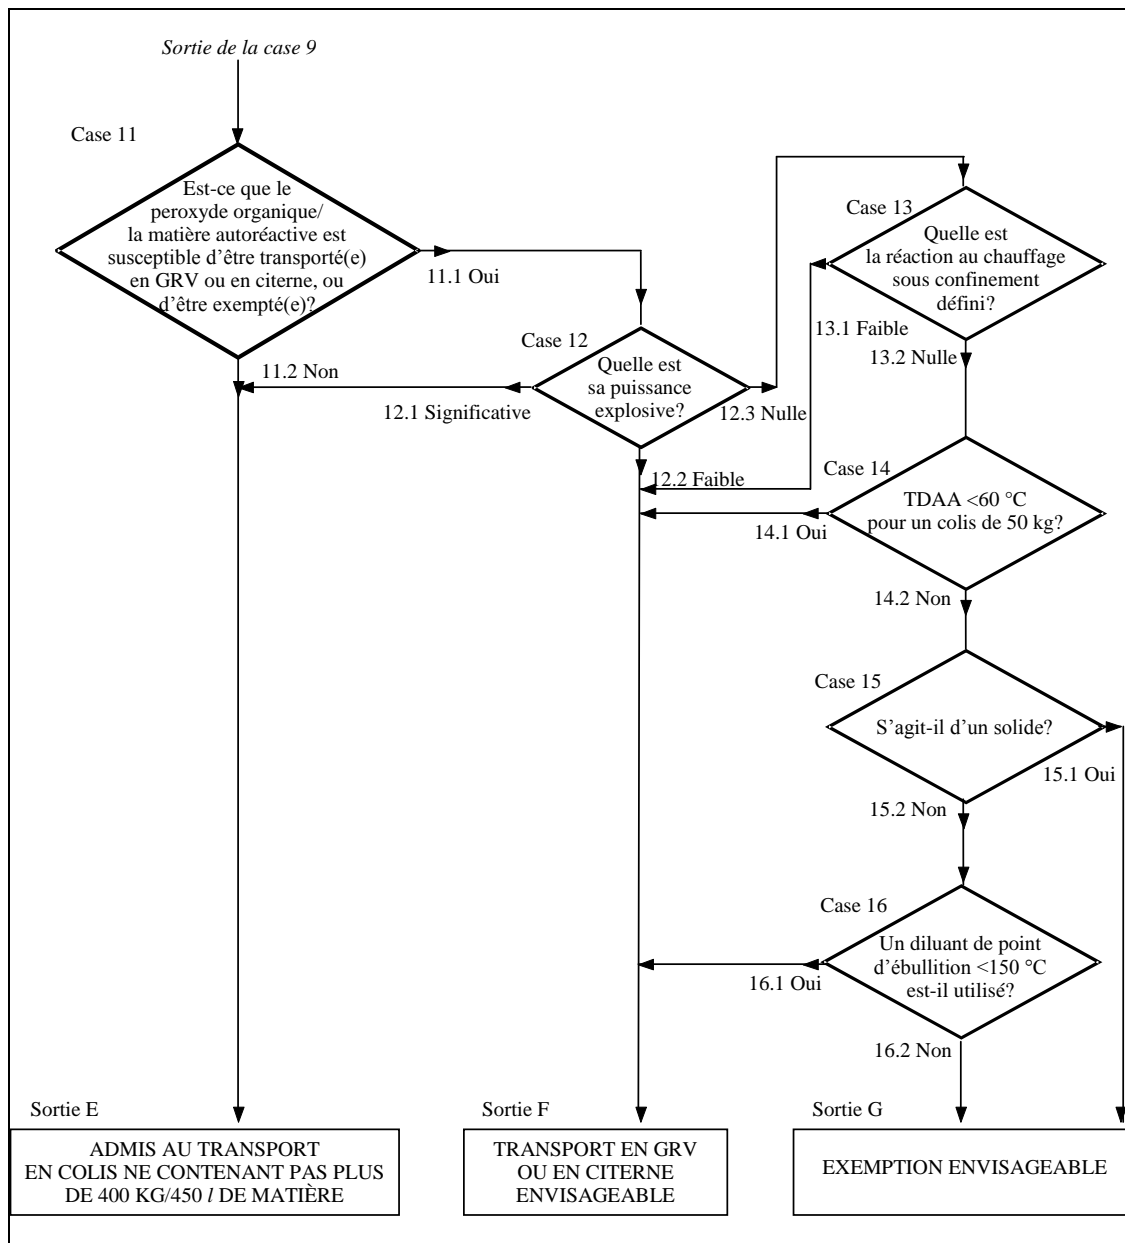 Sortie de la case 9
Case 11
Est-ce que le
peroxyde organique/
la matière autoréactive est
susceptible d'être transporté(e)
en GRV ou en citerne, ou
d'être exempté(e)?
11.1 Oui
11.2 Non
Case 12
Quelle est
sa puissance
explosive?
12.1 Significative
12.3 Nulle
12.2 Faible
Case 13
Quelle est
la réaction au chauffage
sous confinement
défini?
13.1 Faible
13.2 Nulle
Case 14
TDAA <60 °C
pour un colis de 50 kg?
14.1 Oui
14.2 Non
Case 15
S'agit-il d'un solide?
15.1 Oui
15.2 Non
Case 16
Un diluant de point
d'ébullition <150 °C
est-il utilisé?
16.1 Oui
16.2 Non
Sortie E
ADMIS AU TRANSPORT
EN COLIS NE CONTENANT PAS PLUS
DE 400 KG/450 l DE MATIÈRE
Sortie F
TRANSPORT EN GRV
OU EN CITERNE
ENVISAGEABLE
Sortie G
EXEMPTION ENVISAGEABLE